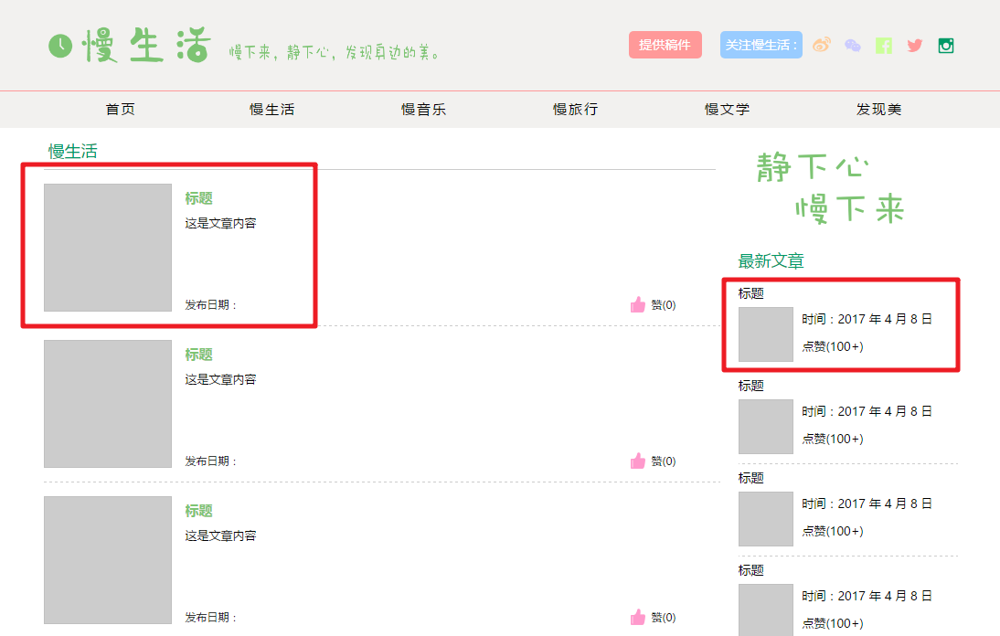 慢生活 慢下来，静下心，发现身边的美。
提供稿件 关注慢生活：
首页 慢生活 慢音乐 慢旅行 慢文学 发现美
慢生活
标题
这是文章内容
发布日期：
赞(0)
标题
这是文章内容
发布日期：
赞(0)
标题
这是文章内容
发布日期：
赞(0)
静下心
慢下来
最新文章
标题
时间：2017 年 4 月 8 日
点赞(100+)
标题
时间：2017 年 4 月 8 日
点赞(100+)
标题
时间：2017 年 4 月 8 日
点赞(100+)
标题
时间：2017 年 4 月 8 日
点赞(100+)